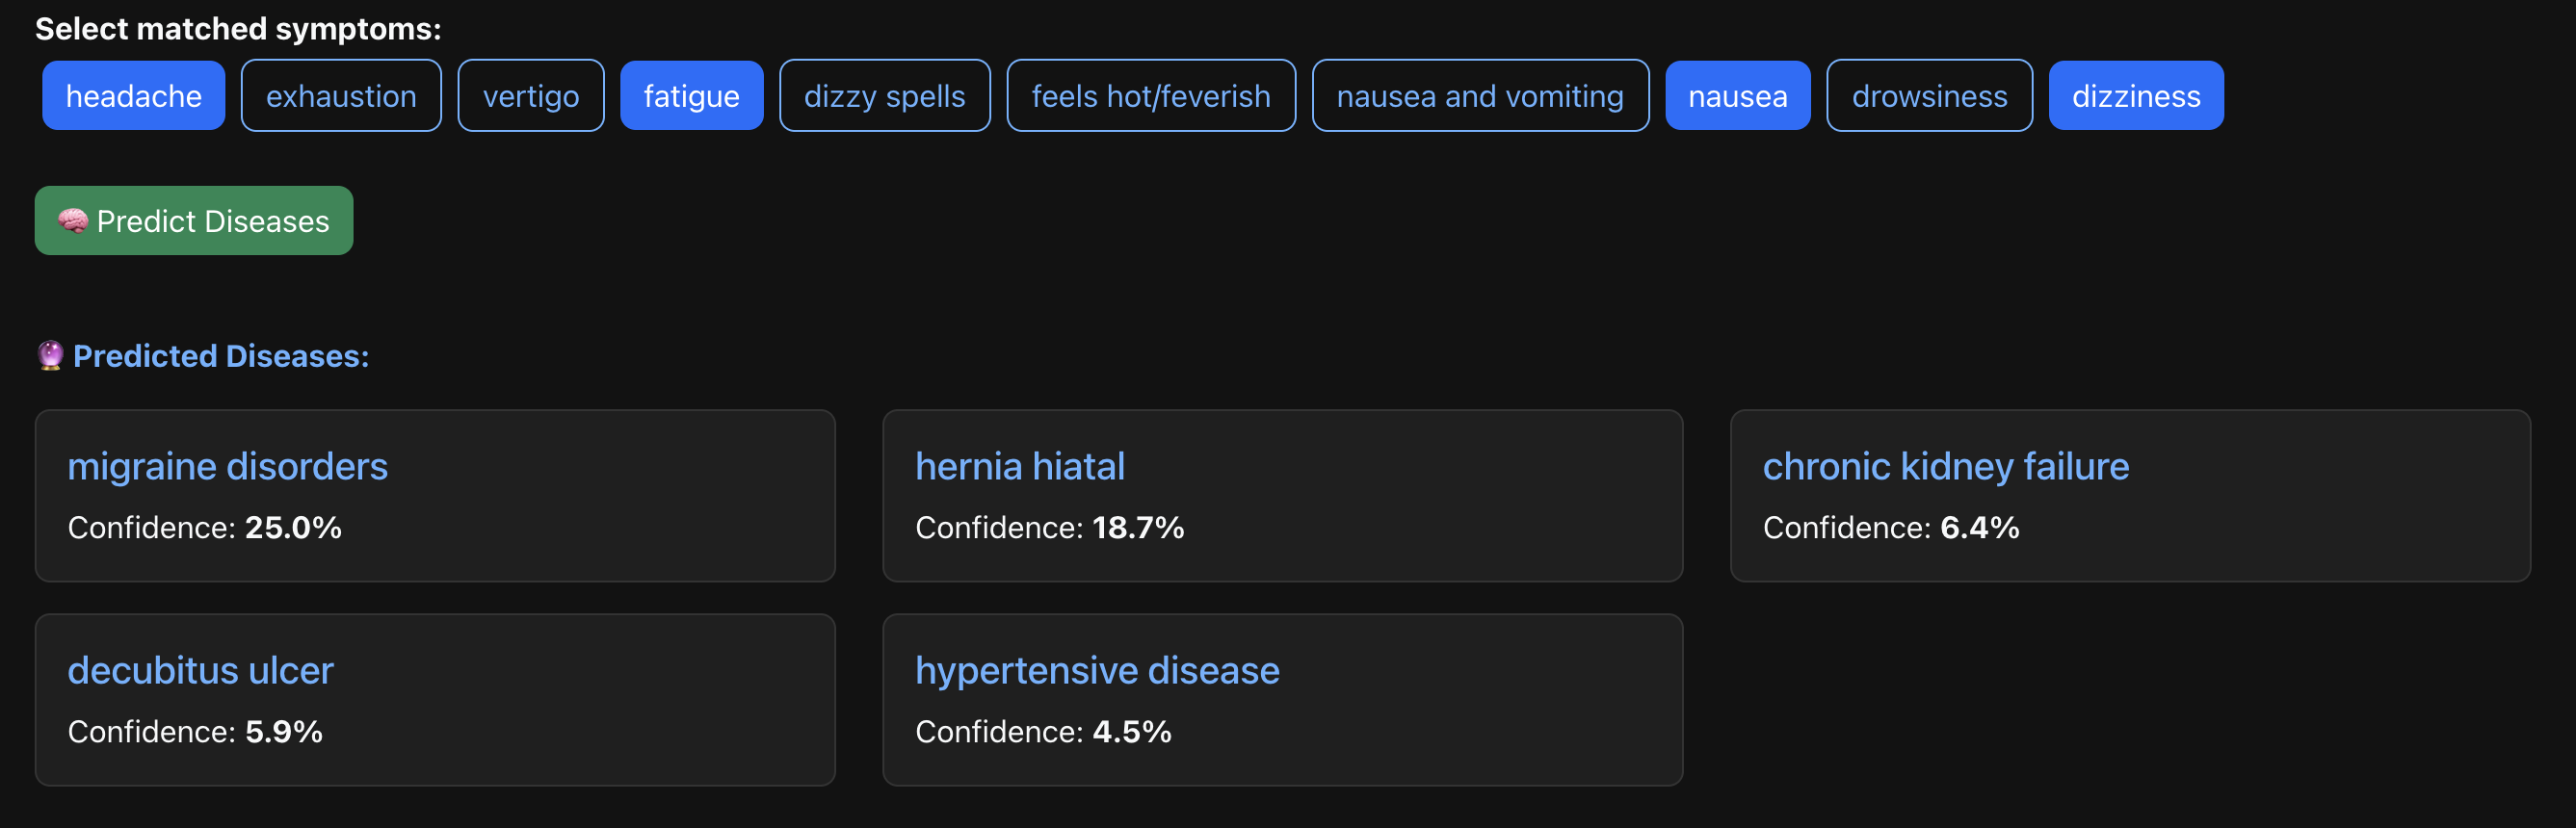 Select matched symptoms:
headache exhaustion vertigo fatigue dizzy spells feels hot/feverish nausea and vomiting nausea drowsiness dizziness
🧠 Predict Diseases
🔮 Predicted Diseases:
migraine disorders
Confidence: 25.0%
hernia hiatal
Confidence: 18.7%
chronic kidney failure
Confidence: 6.4%
decubitus ulcer
Confidence: 5.9%
hypertensive disease
Confidence: 4.5%